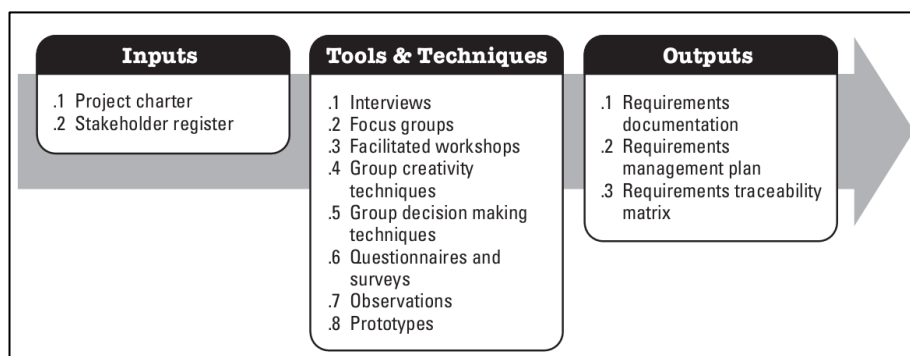 Inputs
.1 Project charter
.2 Stakeholder register
Tools & Techniques
.1 Interviews
.2 Focus groups
.3 Facilitated workshops
.4 Group creativity
techniques
.5 Group decision making
techniques
.6 Questionnaires and
surveys
.7 Observations
.8 Prototypes
Outputs
.1 Requirements
documentation
.2 Requirements
management plan
.3 Requirements traceability
matrix